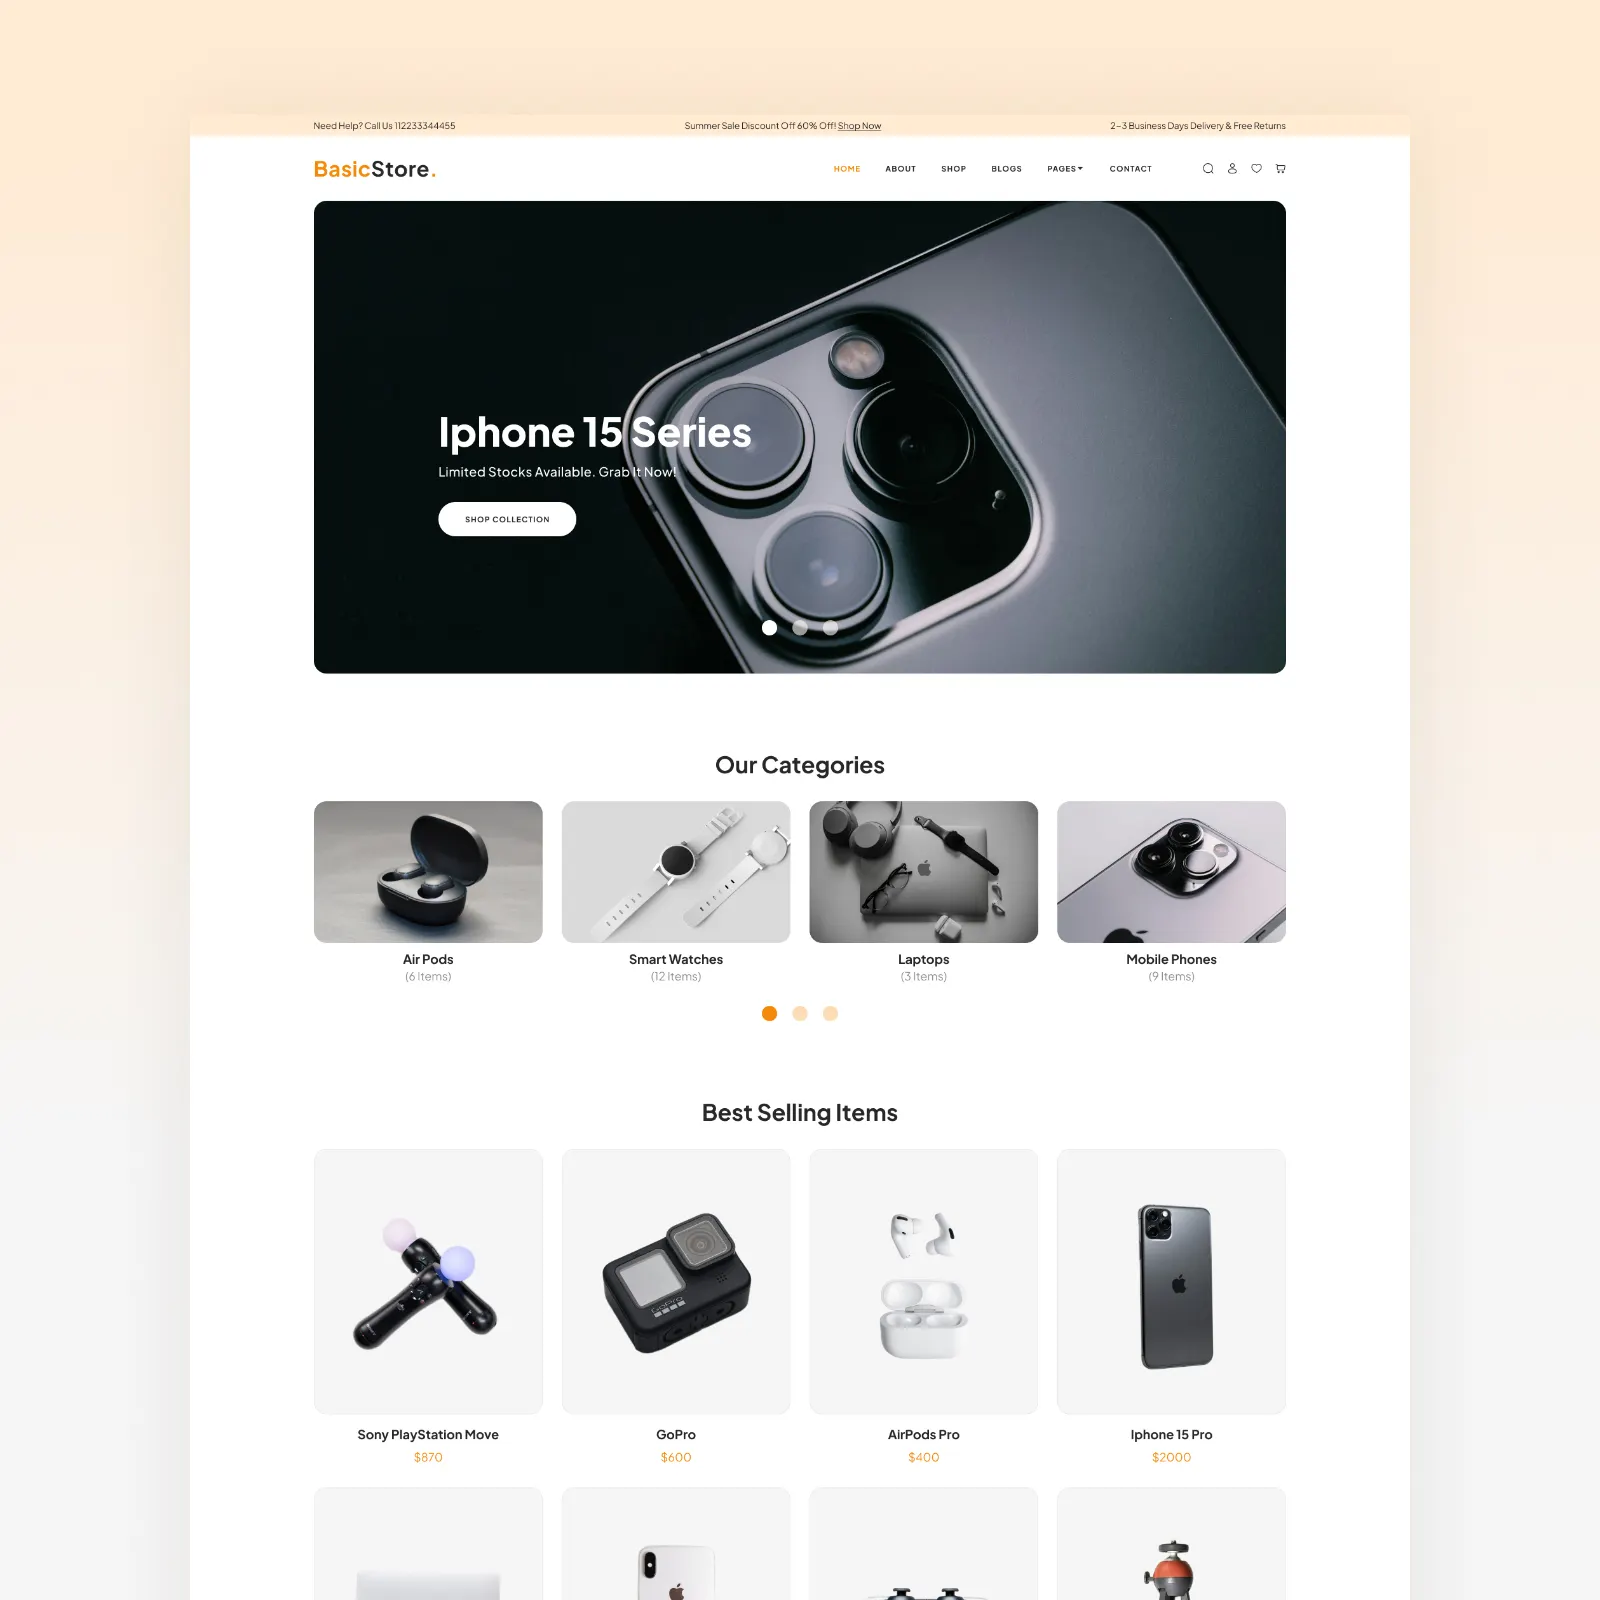 Need Help? Call Us 112233344455
Summer Sale Discount Off 60% Off! Shop Now
2-3 Business Days Delivery & Free Returns
BasicStore.
HOME ABOUT SHOP BLOGS PAGES CONTACT
Iphone 15 Series
Limited Stocks Available. Grab It Now!
SHOP COLLECTION
Our Categories
Air Pods
(6 Items)
Smart Watches
(12 Items)
Laptops
(3 Items)
Mobile Phones
(9 Items)
Best Selling Items
GoPro
Sony PlayStation Move
$870
GoPro
$600
AirPods Pro
$400
Iphone 15 Pro
$2000